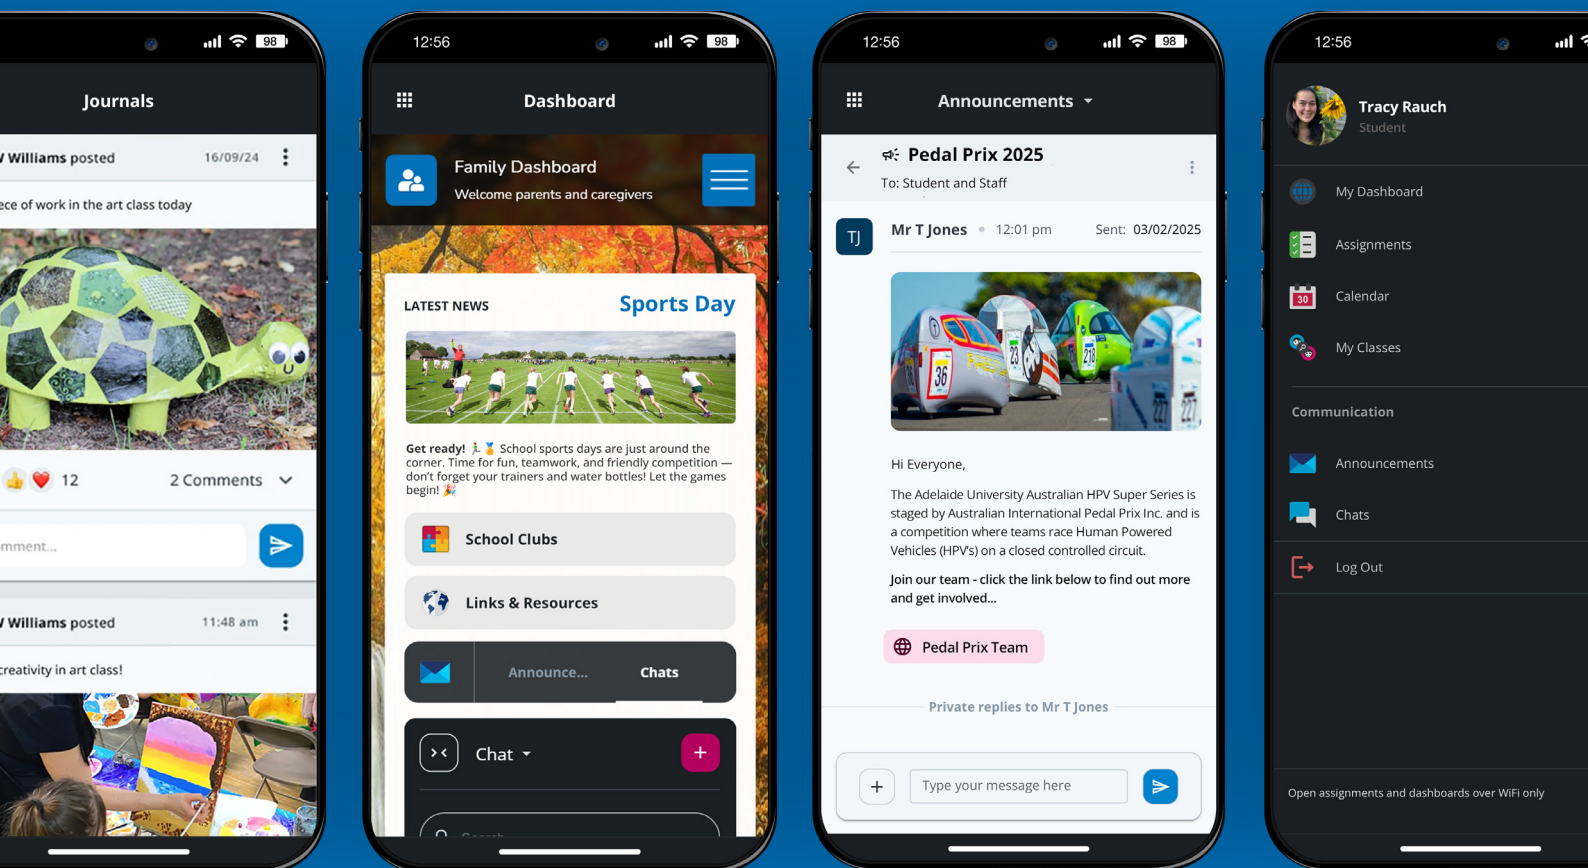 98
Journals
Williams posted
16/09/24
ece of work in the art class today
12
2 Comments
mment...
Williams posted
11:48 am
creativity in art class!
12:56
98
Dashboard
Family Dashboard
Welcome parents and caregivers
LATEST NEWS
Sports Day
Get ready! 🏃 🏅 School sports days are just around the
corner. Time for fun, teamwork, and friendly competition —
don't forget your trainers and water bottles! Let the games
begin! 🎉
School Clubs
Links & Resources
Announce...
Chats
Chat
12:56
98
Announcements
Pedal Prix 2025
To: Student and Staff
TJ
Mr T Jones
12:01 pm
Sent: 03/02/2025
36
23
218
Hi Everyone,
The Adelaide University Australian HPV Super Series is
staged by Australian International Pedal Prix Inc. and is
a competition where teams race Human Powered
Vehicles (HPV's) on a closed controlled circuit.
Join our team - click the link below to find out more
and get involved...
Pedal Prix Team
Private replies to Mr T Jones
Type your message here
12:56
Tracy Rauch
Student
My Dashboard
Assignments
30
Calendar
My Classes
Communication
Announcements
Chats
Log Out
Open assignments and dashboards over WiFi only